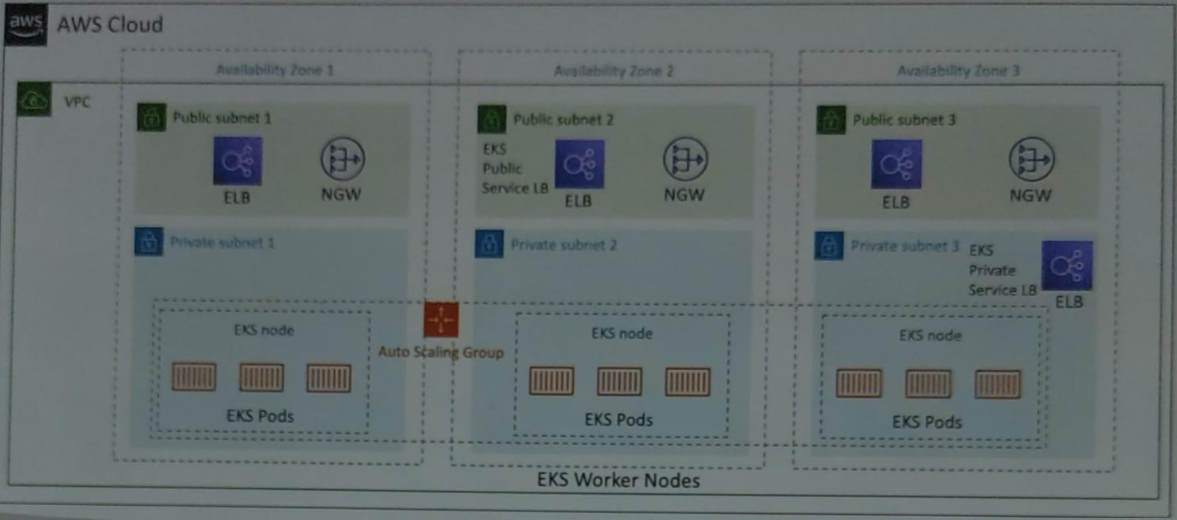 aws
AWS Cloud
Availability Zone 1
Availability Zone 2
Availability Zone 3
VPC
Public subnet 1
ELB
NGW
Public subnet 2
EKS
Public
Service LB
ELB
NGW
Public subnet 3
ELB
NGW
Private subnet 1
Private subnet 2
Private subnet 3
EKS
Private
Service LB
ELB
EKS node
EKS Pods
Auto Scaling Group
EKS node
EKS Pods
EKS node
EKS Pods
EKS Worker Nodes